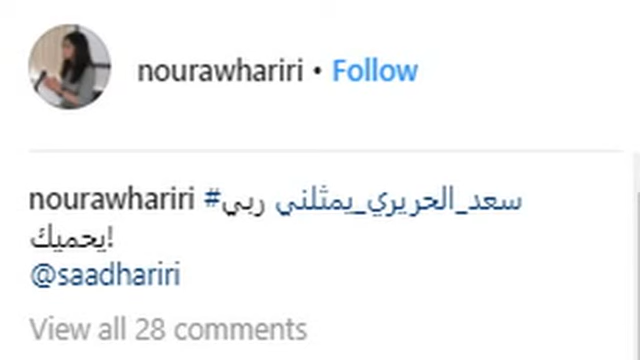 nourawhariri • Follow
nourawhariri #سعد_الحريري_يمثلني ربي
يحميك!
@saadhariri
View all 28 comments